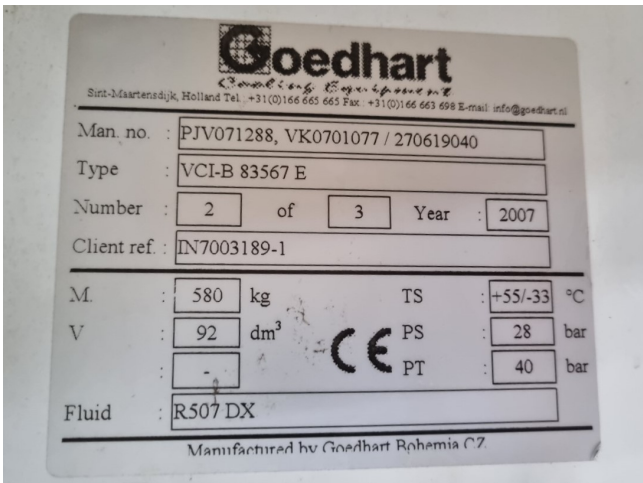 Goedhart
Cooling Equipment
Sint-Maartensdijk, Holland Tel. : +31(0)166 665 665 Fax : +31(0)166 663 698 E-mail: info@goedhart.nl
Man. no. : PJV071288, VK0701077 / 270619040
Type : VCI-B 83567 E
Number : 2 of 3 Year : 2007
Client ref. : IN7003189-1
M. : 580 kg TS : +55/-33 °C
V : 92 dm³ CE PS : 28 bar
: - PT : 40 bar
Fluid : R507 DX
Manufactured by Goedhart Bohemia CZ.